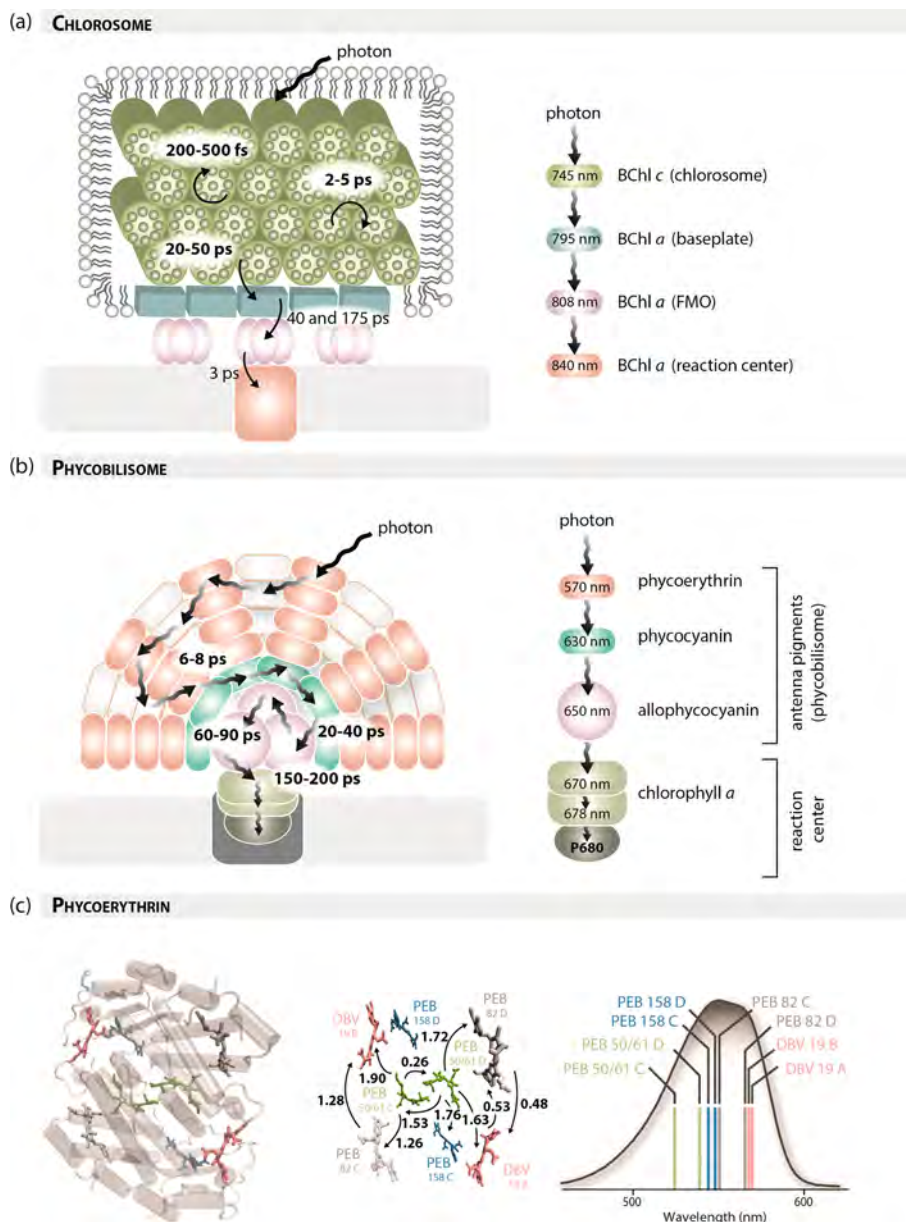 (a) CHLOROSOME
photon
200-500 fs
2-5 ps
20-50 ps
40 and 175 ps
3 ps
photon
745 nm BChl c (chlorosome)
795 nm BChl a (baseplate)
808 nm BChl a (FMO)
840 nm BChl a (reaction center)
(b) PHYCOBILISOME
photon
6-8 ps
60-90 ps
20-40 ps
150-200 ps
photon
570 nm phycoerythrin
630 nm phycocyanin
650 nm allophycocyanin
antenna pigments
(phycobilisome)
670 nm chlorophyll a
678 nm
P680
reaction
center
(c) PHYCOERYTHRIN
DBV
19 B
PEB
158 D
PEB
82 D
1.72
0.26
PEB
50/61 D
1.90
1.28
PEB
50/61 C
1.53
1.26
1.76
1.63
0.53
0.48
PEB
82 C
PEB
158 C
DBV
19 A
PEB 158 D
PEB 158 C
PEB 50/61 D
PEB 50/61 C
PEB 82 C
PEB 82 D
DBV 19 B
DBV 19 A
500
600
Wavelength (nm)